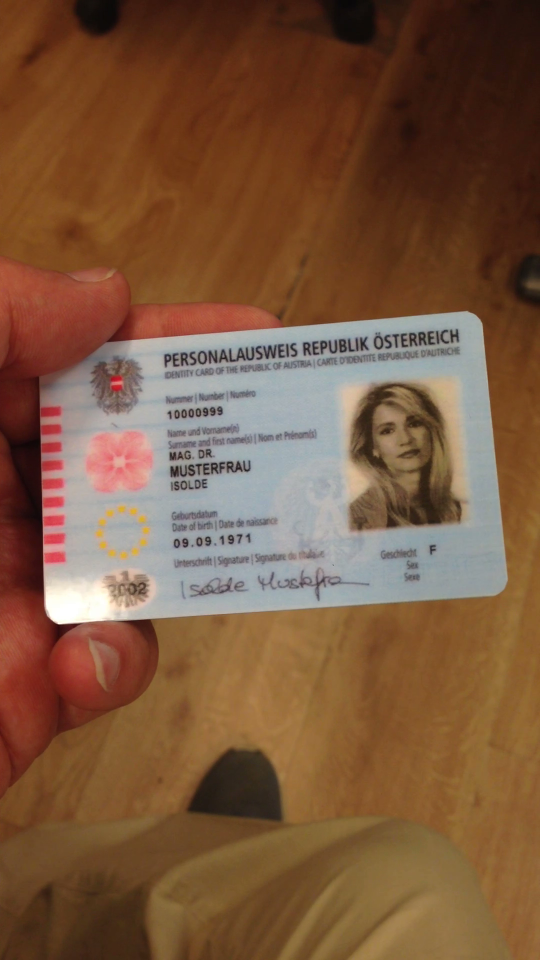 PERSONALAUSWEIS REPUBLIK ÖSTERREICH
IDENTITY CARD OF THE REPUBLIC OF AUSTRIA | CARTE D'IDENTITE REPUBLIQUE D'AUTRICHE
Nummer | Number | Numéro
10000999
Name und Vorname(n)
Surname and first name(s) | Nom et Prénom(s)
MAG. DR.
MUSTERFRAU
ISOLDE
Geburtsdatum
Date of birth | Date de naissance
09.09.1971
Unterschrift | Signature | Signature du titulaire
Isolde Musterfra
Geschlecht F
Sex
Sexe
2002